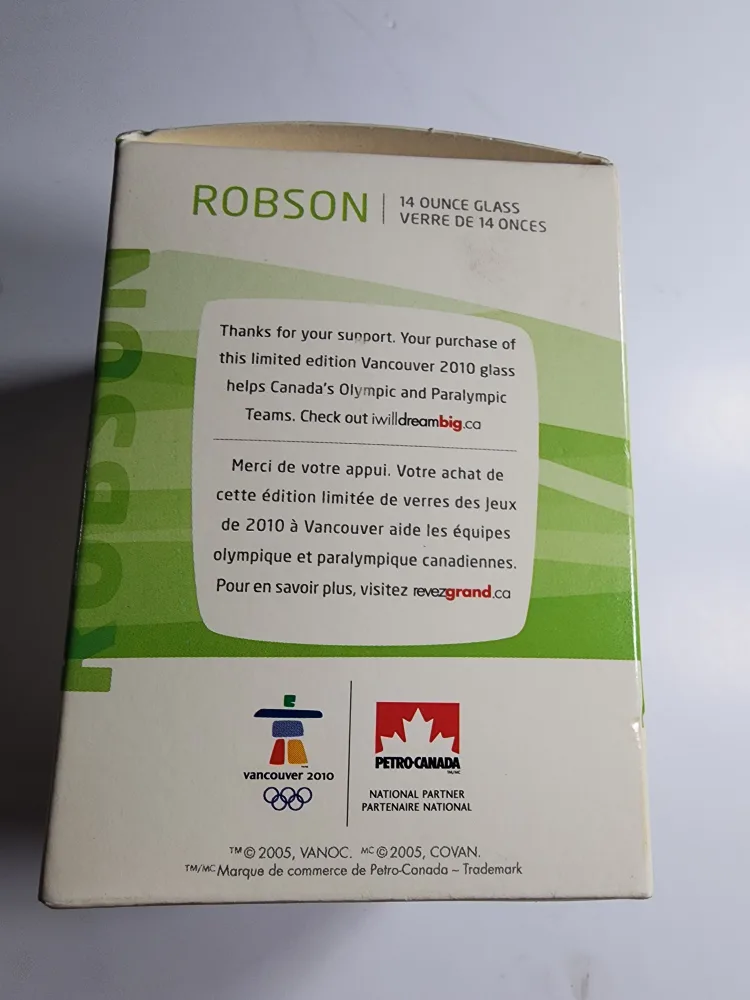 ROBSON
14 OUNCE GLASS
VERRE DE 14 ONCES
ROBSON
Thanks for your support. Your purchase of
this limited edition Vancouver 2010 glass
helps Canada's Olympic and Paralympic
Teams. Check out iwilldreambig.ca
Merci de votre appui. Votre achat de
cette édition limitée de verres des Jeux
de 2010 à Vancouver aide les équipes
olympique et paralympique canadiennes.
Pour en savoir plus, visitez revezgrand.ca
vancouver 2010
PETRO-CANADA
TM/MC
NATIONAL PARTNER
PARTENAIRE NATIONAL
TM © 2005, VANOC. MC © 2005, COVAN.
TM/MC Marque de commerce de Petro-Canada – Trademark